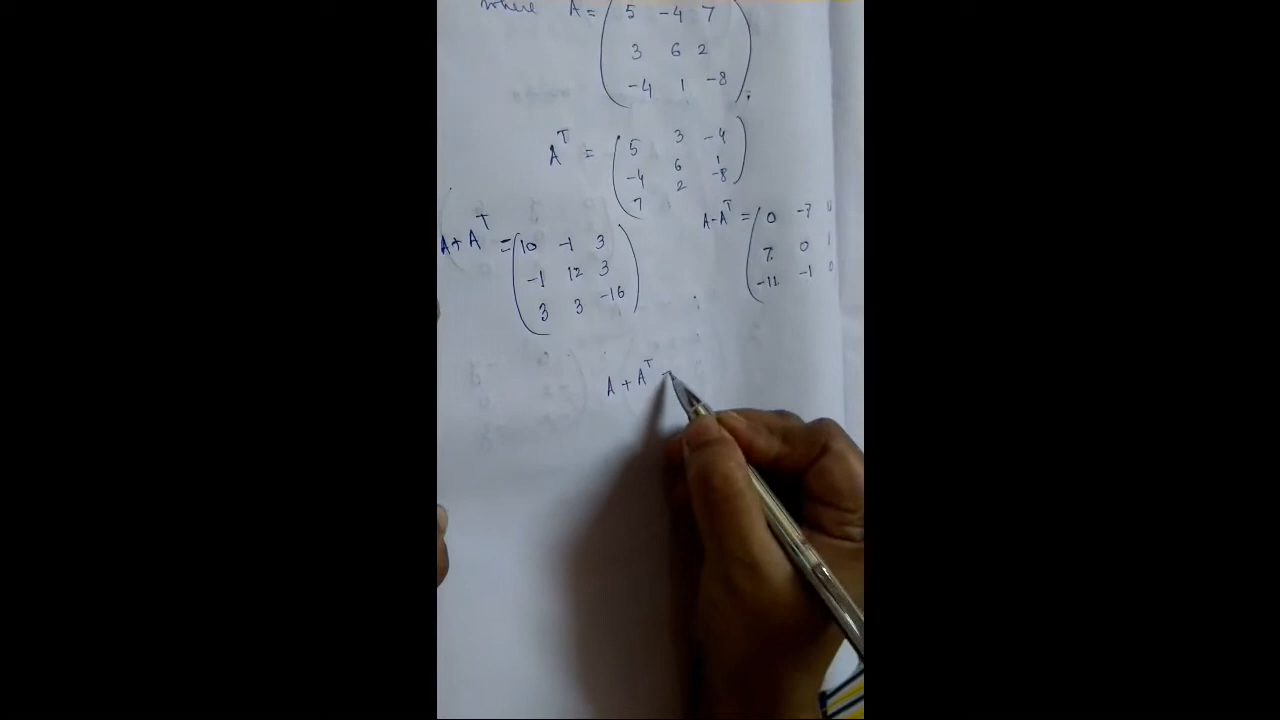 where A = ( 5 -4 7
3 6 2
-4 1 -8 ).
A^T = ( 5 3 -4
-4 6 1
7 2 -8 )
A+A^T = ( 10 -1 3
-1 12 3
3 3 -16 )
A-A^T = ( 0 -7 11
7 0 1
-11 -1 0
A + A^T =